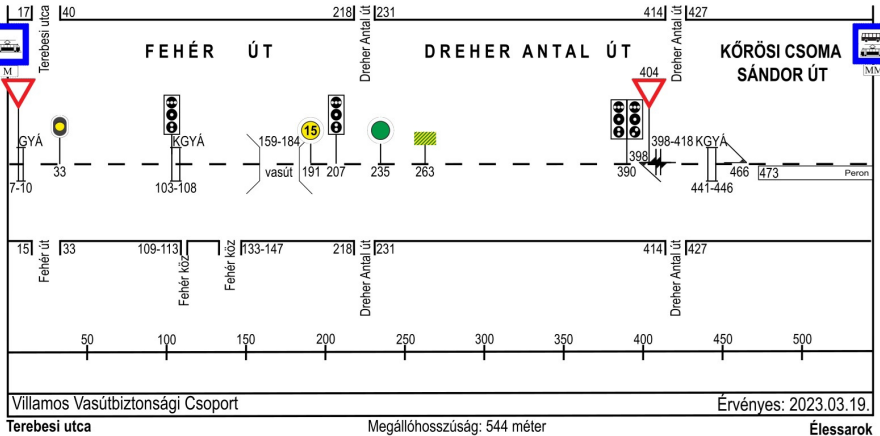 17
Terebesi utca
40
218
Dreher Antal út
231
414
Dreher Antal út
427
FEHÉR ÚT
DREHER ANTAL ÚT
KŐRÖSI CSOMA
SÁNDOR ÚT
M
MM
404
15
GYÁ
KGYÁ
159-184
398-418
KGYÁ
398
7-10
33
103-108
vasút
191
207
235
263
390
441-446
466
473
Peron
15
Fehér út
33
109-113
Fehér köz
Fehér köz
133-147
218
Dreher Antal út
231
414
Dreher Antal út
427
50
100
150
200
250
300
350
400
450
500
Villamos Vasútbiztonsági Csoport
Érvényes: 2023.03.19.
Terebesi utca
Megállóhosszúság: 544 méter
Élessarok